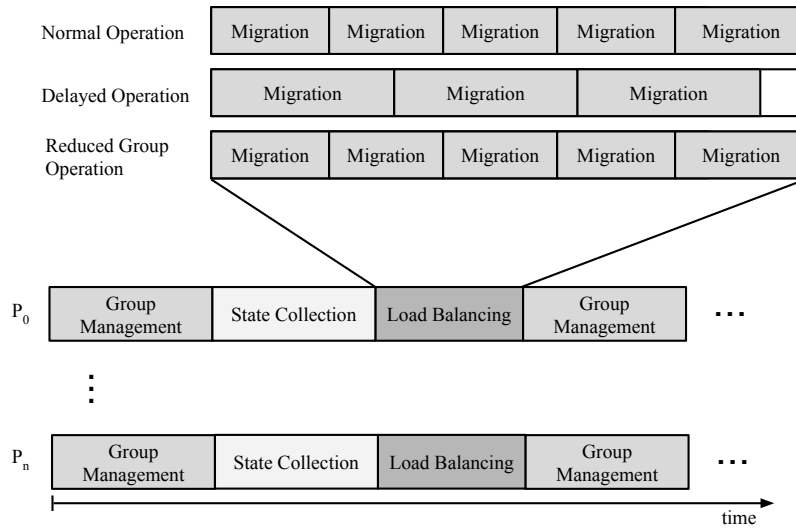 Normal Operation Migration Migration Migration Migration Migration
Delayed Operation Migration Migration Migration
Reduced Group
Operation
Migration Migration Migration Migration Migration
P0 Group
Management State Collection Load Balancing Group
Management ...
Pn Group
Management State Collection Load Balancing Group
Management ...
time